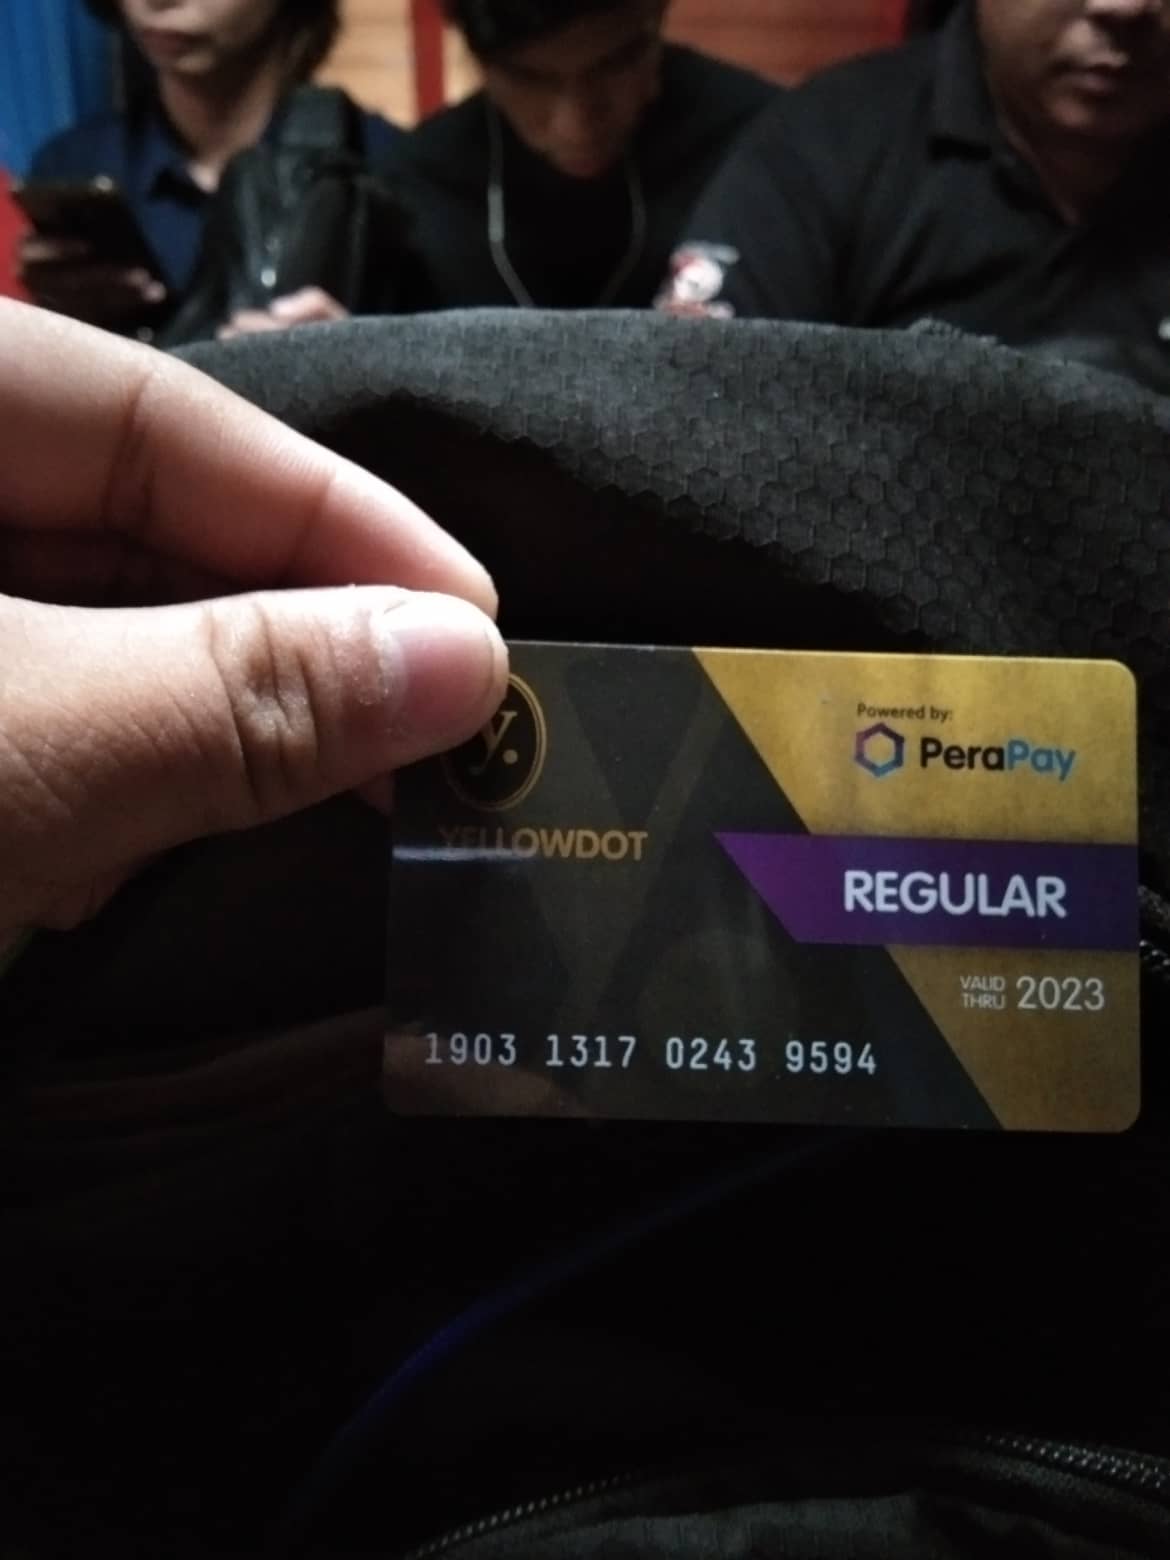 y.
YELLOWDOT
Powered by:
PeraPay
REGULAR
VALID
THRU 2023
1903 1317 0243 9594